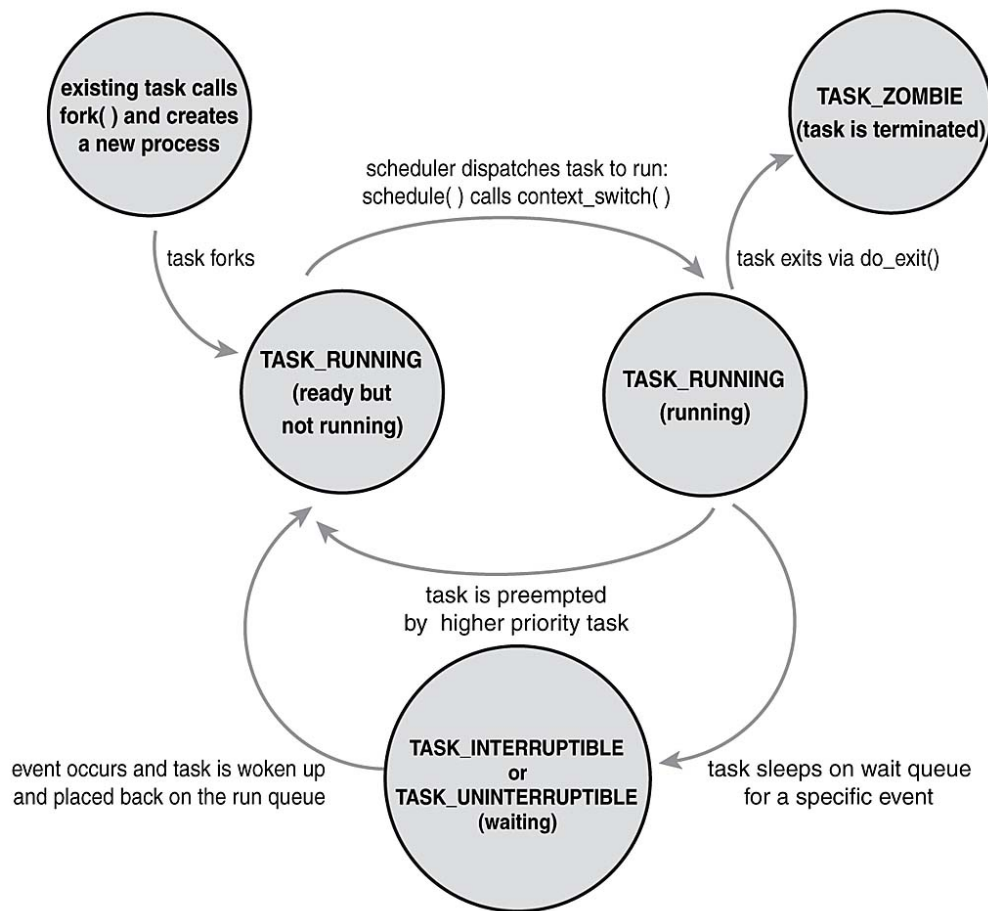 existing task calls
fork( ) and creates
a new process
TASK_ZOMBIE
(task is terminated)
scheduler dispatches task to run:
schedule( ) calls context_switch( )
task forks
task exits via do_exit()
TASK_RUNNING
(ready but
not running)
TASK_RUNNING
(running)
task is preempted
by higher priority task
event occurs and task is woken up
and placed back on the run queue
TASK_INTERRUPTIBLE
or
TASK_UNINTERRUPTIBLE
(waiting)
task sleeps on wait queue
for a specific event